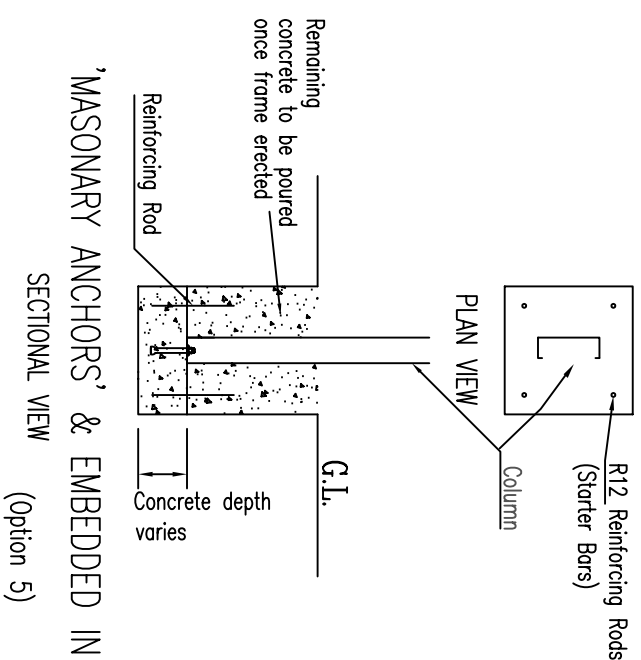 R12 Reinforcing Rods
(Starter Bars)
Column
PLAN VIEW
G.L.
Remaining
concrete to be poured
once frame erected
Reinforcing Rod
Concrete depth
varies
'MASONARY ANCHORS' & EMBEDDED IN
SECTIONAL VIEW
(Option 5)